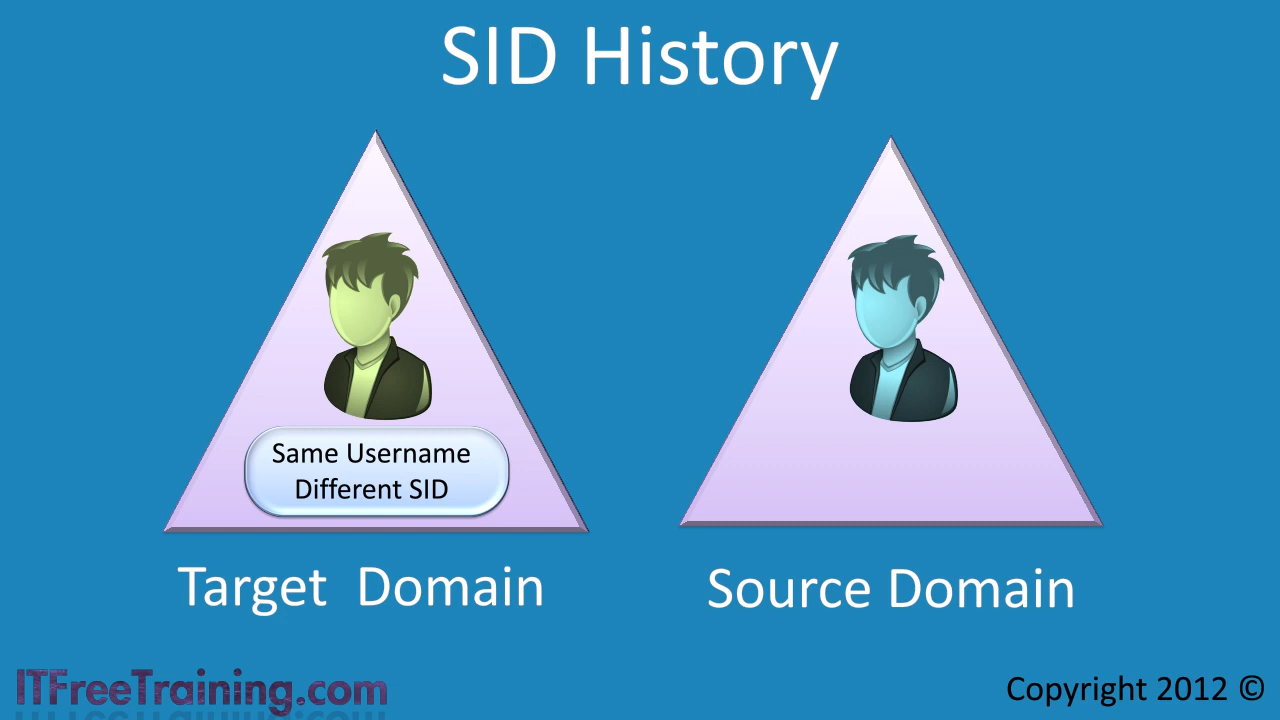 SID History
Same Username
Different SID
Target Domain
Source Domain
ITFreeTraining.com
Copyright 2012 ©